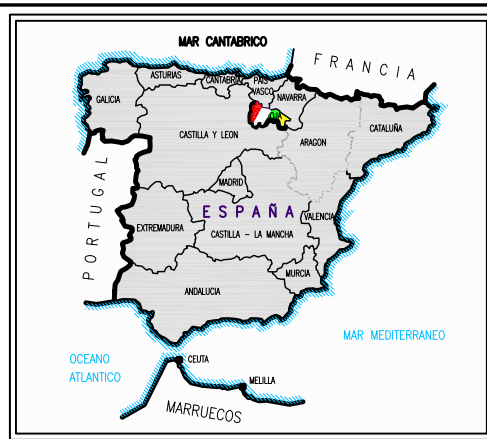 MAR CANTABRICO
FRANCIA
ASTURIAS
CANTABRIA
PAIS
VASCO
NAVARRA
GALICIA
CATALUÑA
CASTILLA Y LEON
ARAGON
MADRID
PORTUGAL
ESPAÑA
VALENCIA
EXTREMADURA
CASTILLA - LA MANCHA
MURCIA
ANDALUCIA
MAR MEDITERRANEO
OCEANO
ATLANTICO
CEUTA
MELILLA
MARRUECOS